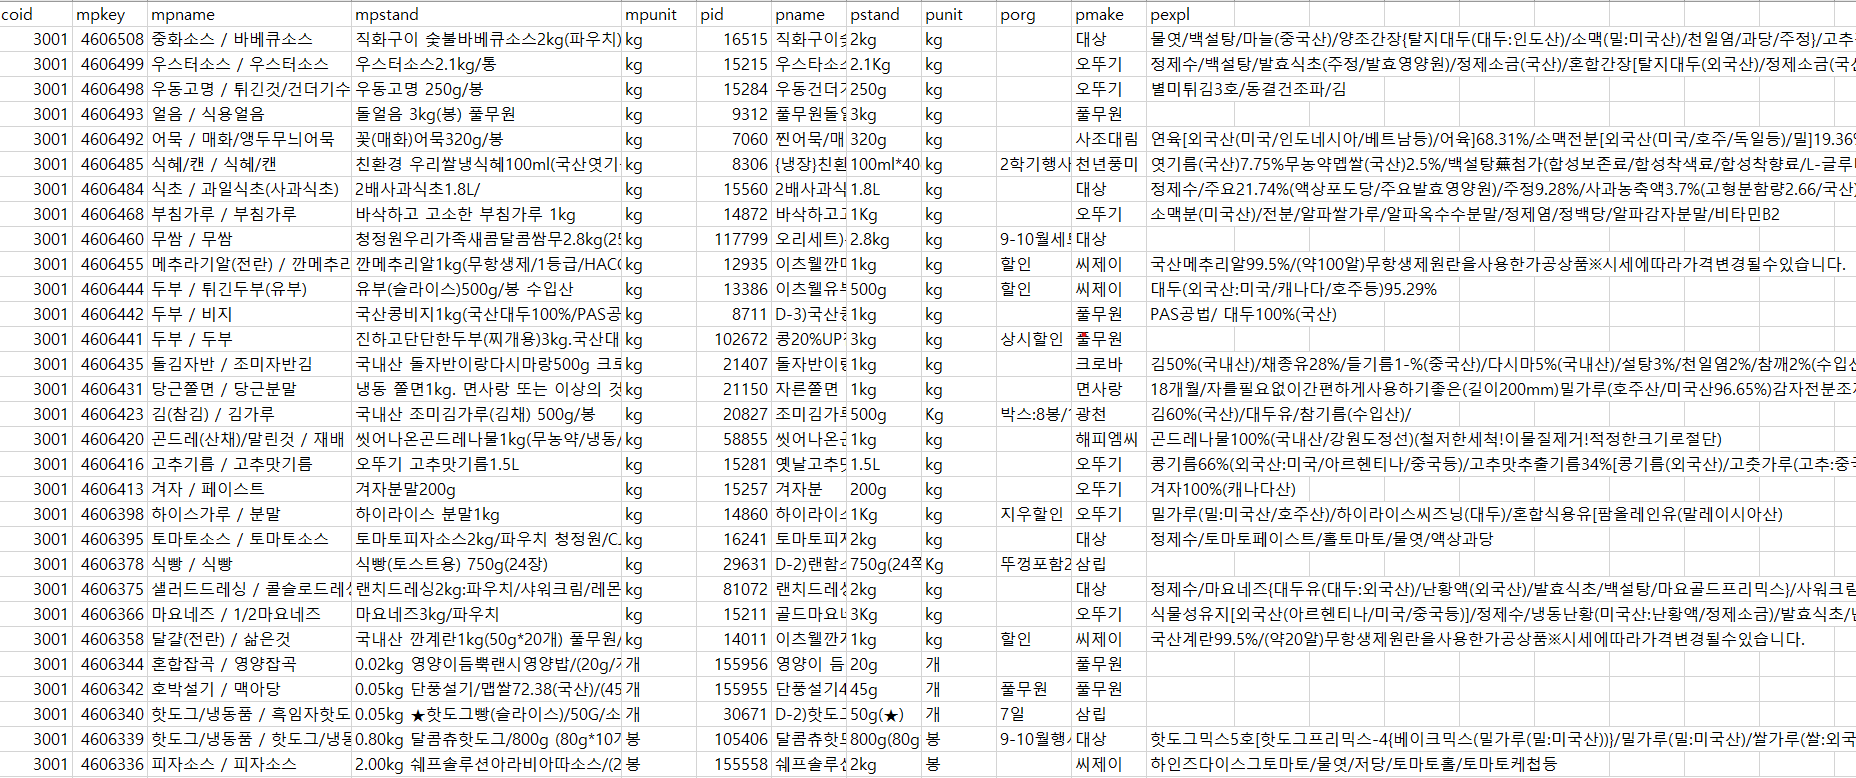 coid mpkey mpname mpstand mpunit pid pname pstand punit porg pmake pexpl
3001 4606508 중화소스 / 바베큐소스 직화구이 숯불바베큐소스2kg(파우치) kg 16515 직화구이숯 2kg kg 대상 물엿/백설탕/마늘(중국산)/양조간장{탈지대두(대두:인도산)/소맥(밀:미국산)/천일염/과당/주정}/고추
3001 4606499 우스터소스 / 우스터소스 우스터소스2.1kg/통 kg 15215 우스타소스 2.1Kg kg 오뚜기 정제수/백설탕/발효식초(주정/발효영양원)/정제소금(국산)/혼합간장[탈지대두(외국산)/정제소금(국산
3001 4606498 우동고명 / 튀긴것/건더기수 우동고명 250g/봉 kg 15284 우동건더기 250g kg 오뚜기 별미튀김3호/동결건조파/김
3001 4606493 얼음 / 식용얼음 돌얼음 3kg(봉) 풀무원 kg 9312 풀무원돌얼 3kg kg 풀무원
3001 4606492 어묵 / 매화/앵두무늬어묵 꽃(매화)어묵320g/봉 kg 7060 찐어묵/매 320g kg 사조대림 연육[외국산(미국/인도네시아/베트남등)/어육]68.31%/소맥전분[외국산(미국/호주/독일등)/밀]19.36%
3001 4606485 식혜/캔 / 식혜/캔 친환경 우리쌀냉식혜100ml(국산엿기 kg 8306 {냉장}친환 100ml*40 kg 2학기행사 천년풍미 엿기름(국산)7.75%무농약멥쌀(국산)2.5%/백설탕無첨가(합성보존료/합성착색료/합성착향료/L-글루
3001 4606484 식초 / 과일식초(사과식초) 2배사과식초1.8L/ kg 15560 2배사과식 1.8L kg 대상 정제수/주요21.74%(액상포도당/주요발효영양원)/주정9.28%/사과농축액3.7%(고형분함량2.66/국산)
3001 4606468 부침가루 / 부침가루 바삭하고 고소한 부침가루 1kg kg 14872 바삭하고고 1Kg kg 오뚜기 소맥분(미국산)/전분/알파쌀가루/알파옥수수분말/정제염/정백당/알파감자분말/비타민B2
3001 4606460 무쌈 / 무쌈 청정원우리가족새콤달콤쌈무2.8kg(25 kg 117799 오리세트) 2.8kg kg 9-10월세트 대상
3001 4606455 메추라기알(전란) / 깐메추리 깐메추리알1kg(무항생제/1등급/HACC kg 12935 이츠웰깐메 1kg kg 할인 씨제이 국산메추리알99.5%/(약100알)무항생제원란을사용한가공상품※시세에따라가격변경될수있습니다.
3001 4606444 두부 / 튀긴두부(유부) 유부(슬라이스)500g/봉 수입산 kg 13386 이츠웰유부 500g kg 할인 씨제이 대두(외국산:미국/캐나다/호주등)95.29%
3001 4606442 두부 / 비지 국산콩비지1kg(국산대두100%/PAS공 kg 8711 D-3)국산콩 1kg kg 풀무원 PAS공법/ 대두100%(국산)
3001 4606441 두부 / 두부 진하고단단한두부(찌개용)3kg.국산대 kg 102672 콩20%UP진 3kg kg 상시할인 풀무원
3001 4606435 돌김자반 / 조미자반김 국내산 돌자반이랑다시마랑500g 크로 kg 21407 돌자반이랑 1kg kg 크로바 김50%(국내산)/채종유28%/들기름1-%(중국산)/다시마5%(국내산)/설탕3%/천일염2%/참깨2%(수입산
3001 4606431 당근쫄면 / 당근분말 냉동 쫄면1kg. 면사랑 또는 이상의 것 kg 21150 자른쫄면 1kg kg 면사랑 18개월/자를필요없이간편하게사용하기좋은(길이200mm)밀가루(호주산/미국산96.65%)감자전분조제
3001 4606423 김(참김) / 김가루 국내산 조미김가루(김채) 500g/봉 kg 20827 조미김가루 500g Kg 박스:8봉/1 광천 김60%(국산)/대두유/참기름(수입산)/
3001 4606420 곤드레(산채)/말린것 / 재배 씻어나온곤드레나물1kg(무농약/냉동/ kg 58855 씻어나온곤 1kg kg 해피엠씨 곤드레나물100%(국내산/강원도정선)(철저한세척!이물질제거!적정한크기로절단)
3001 4606416 고추기름 / 고추맛기름 오뚜기 고추맛기름1.5L kg 15281 옛날고추맛 1.5L kg 오뚜기 콩기름66%(외국산:미국/아르헨티나/중국등)/고추맛추출기름34%[콩기름(외국산)/고춧가루(고추:중국
3001 4606413 겨자 / 페이스트 겨자분말200g kg 15257 겨자분 200g kg 오뚜기 겨자100%(캐나다산)
3001 4606398 하이스가루 / 분말 하이라이스 분말1kg kg 14860 하이라이스 1Kg kg 지우할인 오뚜기 밀가루(밀:미국산/호주산)/하이라이스씨즈닝(대두)/혼합식용유[팜올레인유(말레이시아산)
3001 4606395 토마토소스 / 토마토소스 토마토피자소스2kg/파우치 청정원/CJ kg 16241 토마토피자 2kg kg 대상 정제수/토마토페이스트/홀토마토/물엿/액상과당
3001 4606378 식빵 / 식빵 식빵(토스트용) 750g(24장) kg 29631 D-2)랜햄스 750g(24쪽 Kg 뚜껑포함2 삼립
3001 4606375 샐러드드레싱 / 콜슬로드레싱 랜치드레싱2kg:파우치/샤워크림/레몬 kg 81072 랜치드레싱 2kg kg 대상 정제수/마요네즈{대두유(대두:외국산)/난황액(외국산)/발효식초/백설탕/마요골드프리믹스}/사워크림
3001 4606366 마요네즈 / 1/2마요네즈 마요네즈3kg/파우치 kg 15211 골드마요네 3Kg kg 오뚜기 식물성유지[외국산(아르헨티나/미국/중국등)]/정제수/냉동난황(미국산:난황액/정제소금)/발효식초/난
3001 4606358 달걀(전란) / 삶은것 국내산 깐계란1kg(50g*20개) 풀무원/ kg 14011 이츠웰깐계 1kg kg 할인 씨제이 국산계란99.5%/(약20알)무항생제원란을사용한가공상품※시세에따라가격변경될수있습니다.
3001 4606344 혼합잡곡 / 영양잡곡 0.02kg 영양이듬뿍랜시영양밥/(20g/개 개 155956 영양이 듬 20g 개 풀무원
3001 4606342 호박설기 / 맥아당 0.05kg 단풍설기/맵쌀72.38(국산)/(45 개 155955 단풍설기4 45g 개 풀무원 풀무원
3001 4606340 핫도그/냉동품 / 흑임자핫도 0.05kg ★핫도그빵(슬라이스)/50G/소 개 30671 D-2)핫도그 50g(★) 개 7일 삼립
3001 4606339 핫도그/냉동품 / 핫도그/냉동 0.80kg 달콤츄핫도그/800g (80g*10개 봉 105406 달콤츄핫도 800g(80g 봉 9-10월행사 대상 핫도그믹스5호[핫도그프리믹스-4{베이크믹스(밀가루(밀:미국산))}/밀가루(밀:미국산)/쌀가루(쌀:외국
3001 4606336 피자소스 / 피자소스 2.00kg 쉐프솔루션아라비아따소스/(2 봉 155558 쉐프솔루션 2kg 봉 씨제이 하인즈다이스그토마토/물엿/저당/토마토홀/토마토케첩등